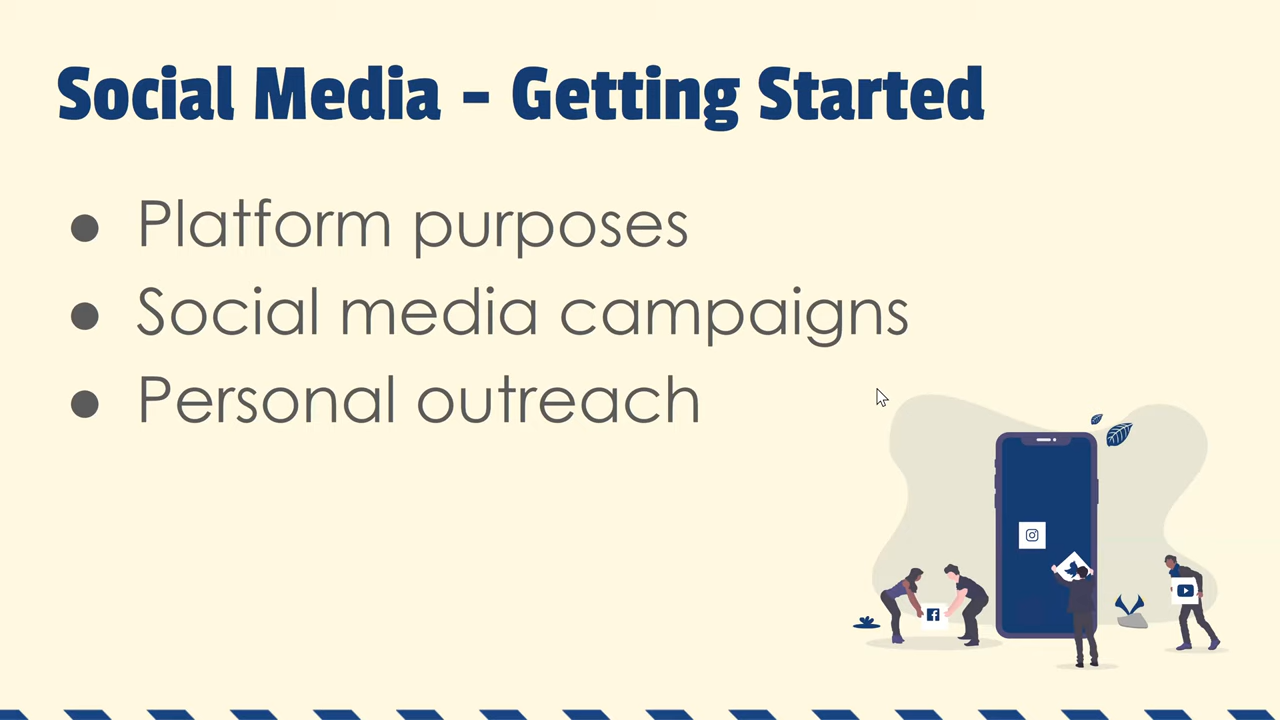 Social Media - Getting Started
● Platform purposes
● Social media campaigns
● Personal outreach